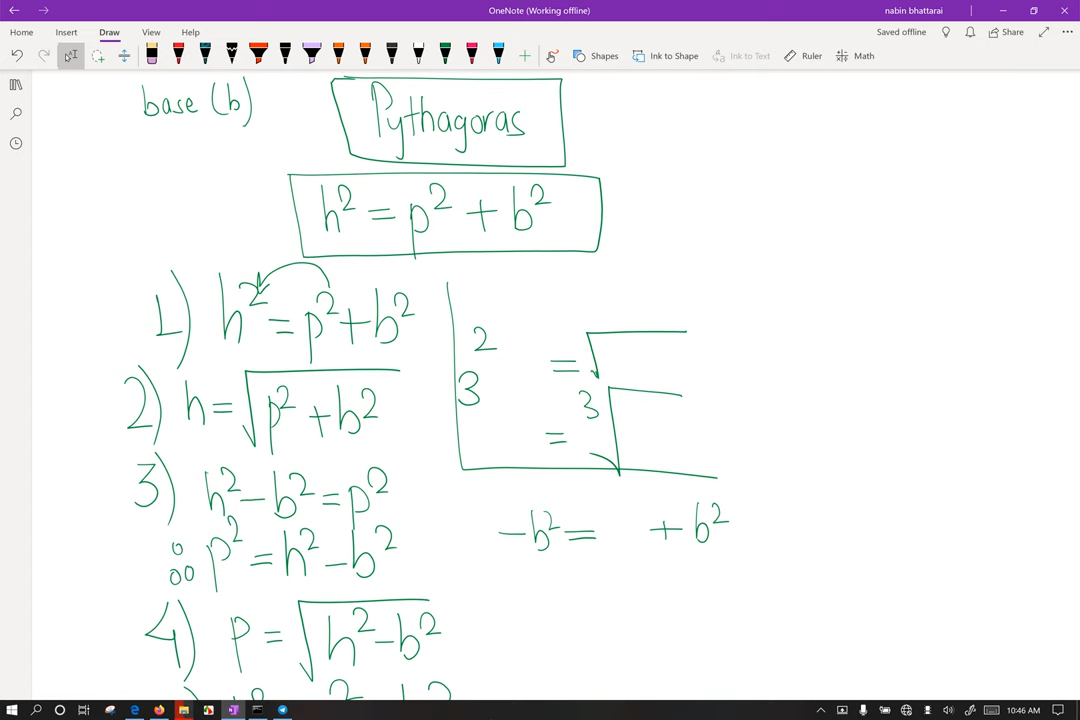 OneNote (Working offline)
nabin bhattarai
Home Insert Draw View Help
Saved offline
Share
Shapes
Ink to Shape
Ink to Text
Ruler
Math
base (b)
Pythagoras
h² = p² + b²
1) h² = p² + b²
2) h = √p² + b²
3) h² − b² = p²
p² = h² − b²
4) p = √h² − b²
2 = √
3 = 3√
−b² = + b²
10:46 AM